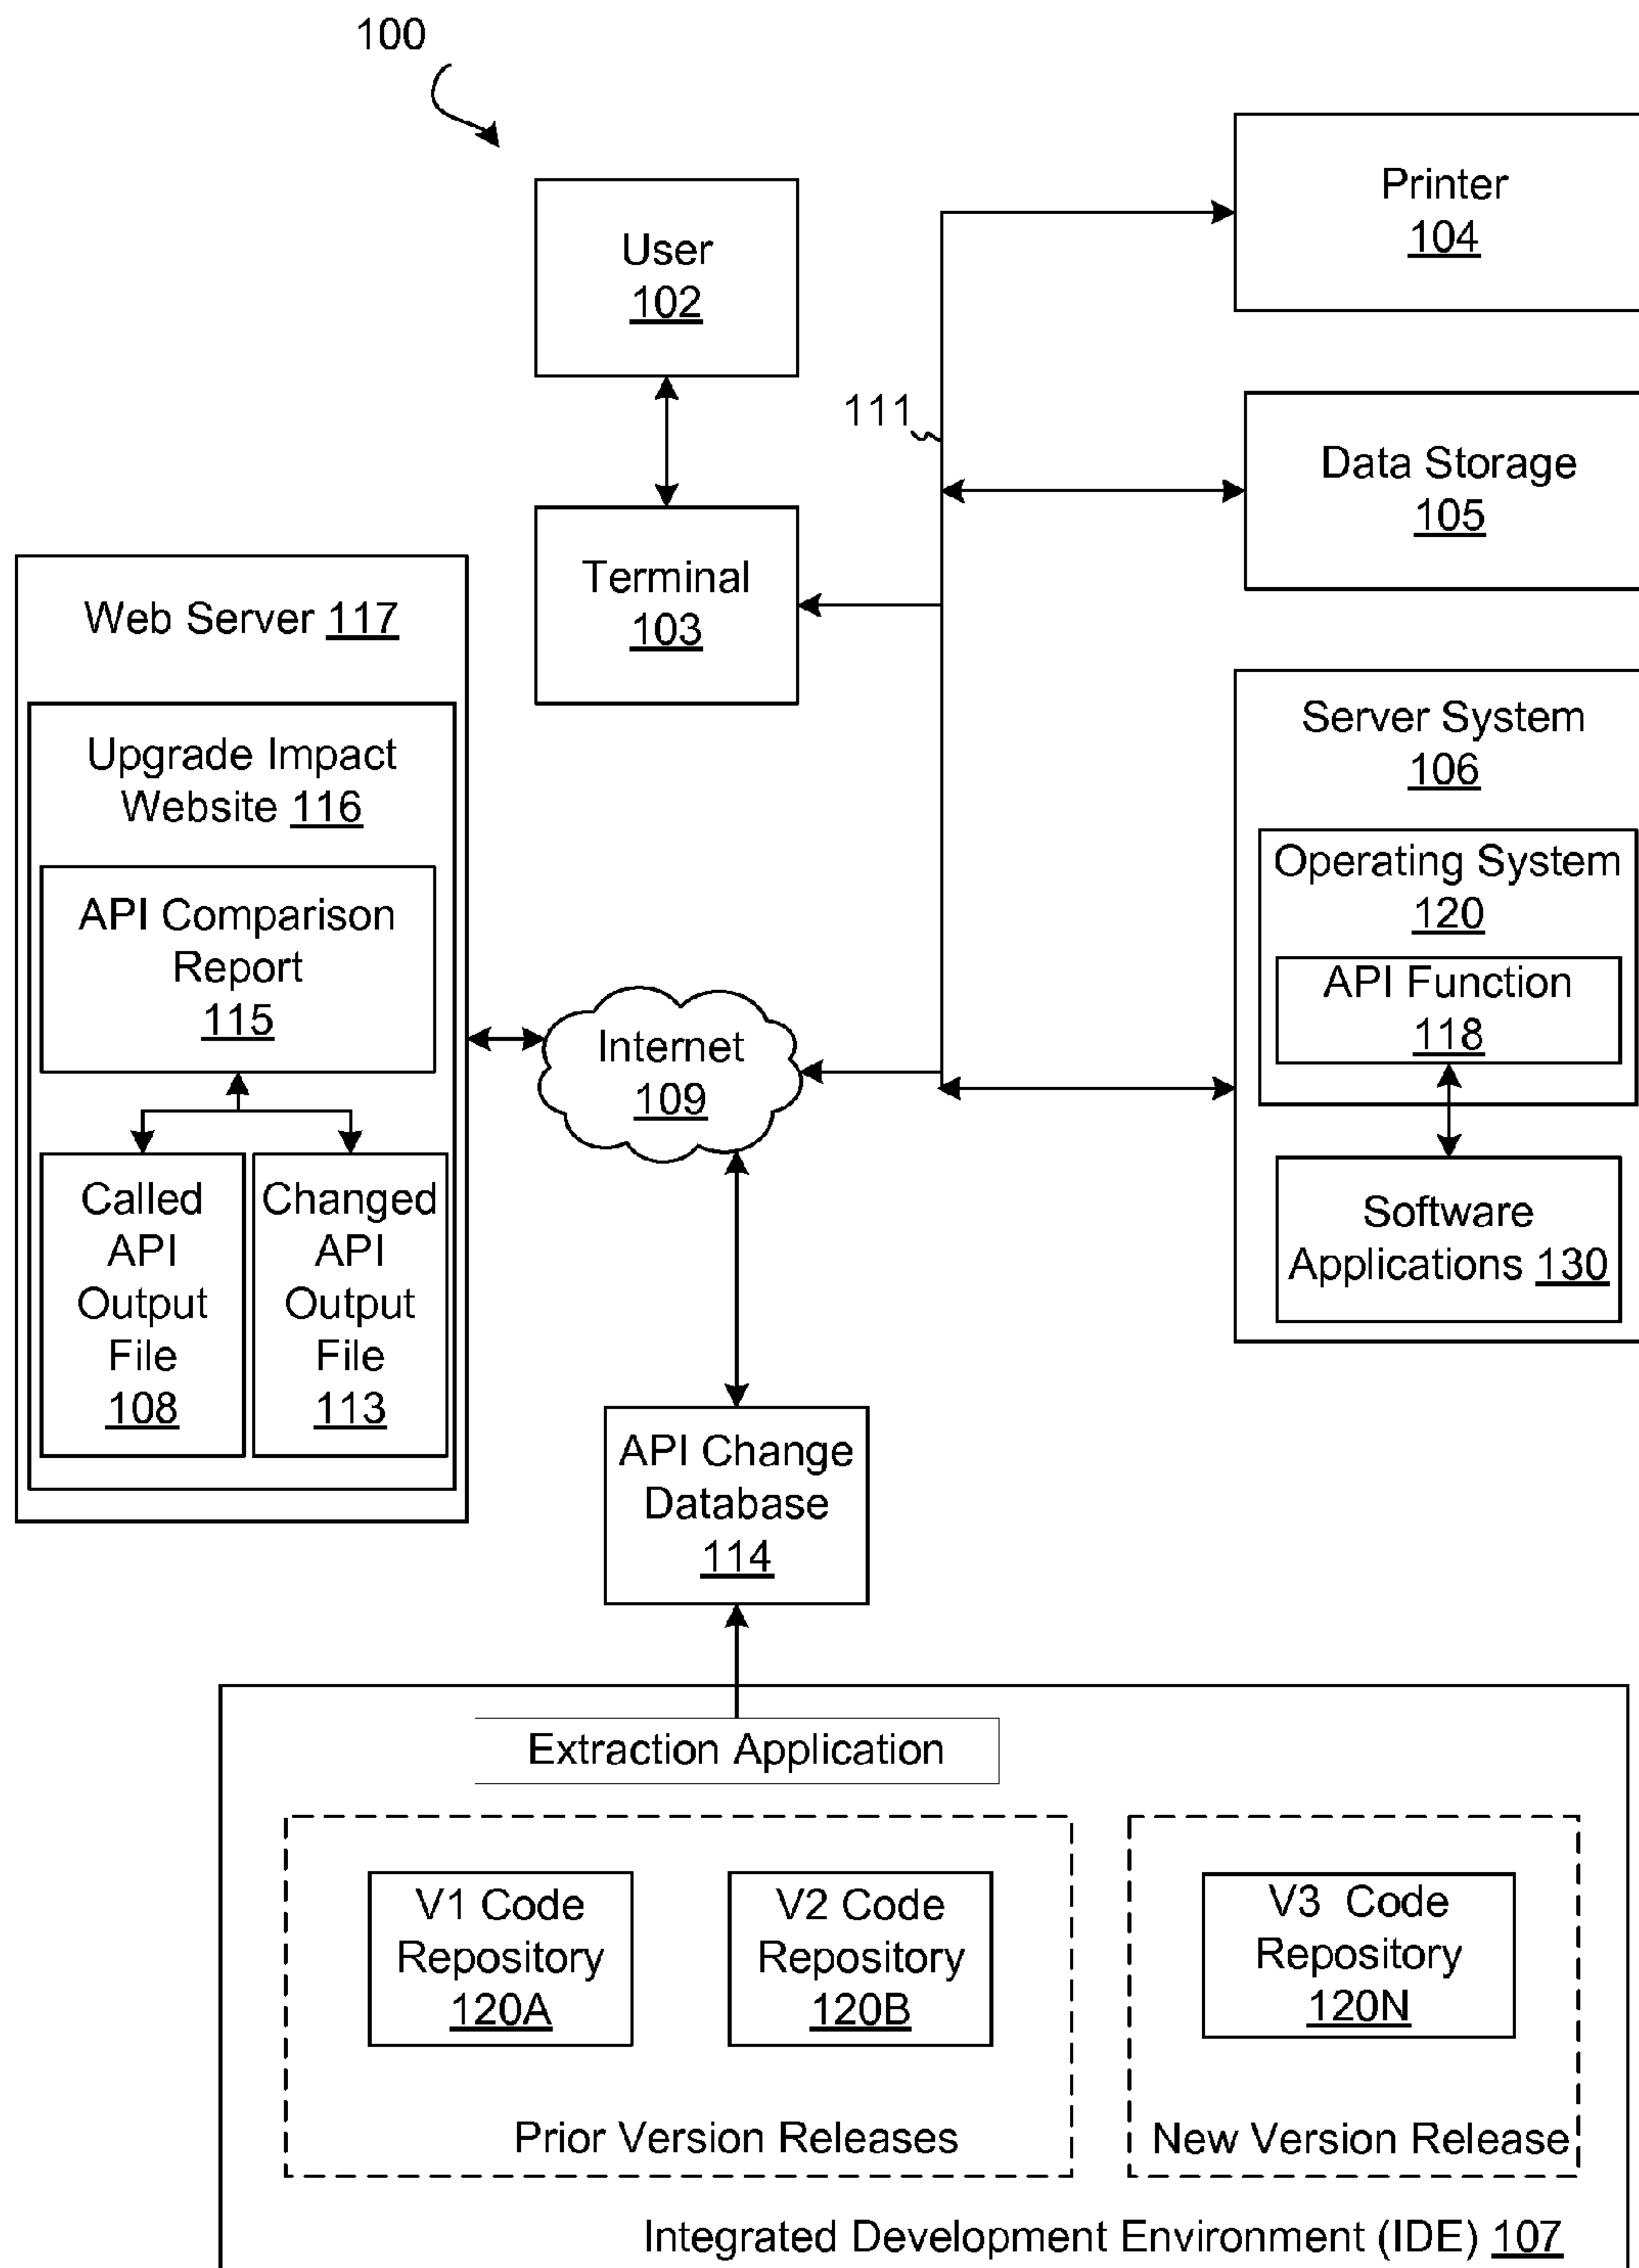 100
Printer
104
User
102
111
Data Storage
105
Terminal
103
Web Server 117
Upgrade Impact
Website 116
API Comparison
Report
115
Called
API
Output
File
108
Changed
API
Output
File
113
Internet
109
Server System
106
Operating System
120
API Function
118
Software
Applications 130
API Change
Database
114
Extraction Application
V1 Code
Repository
120A
V2 Code
Repository
120B
Prior Version Releases
V3 Code
Repository
120N
New Version Release
Integrated Development Environment (IDE) 107